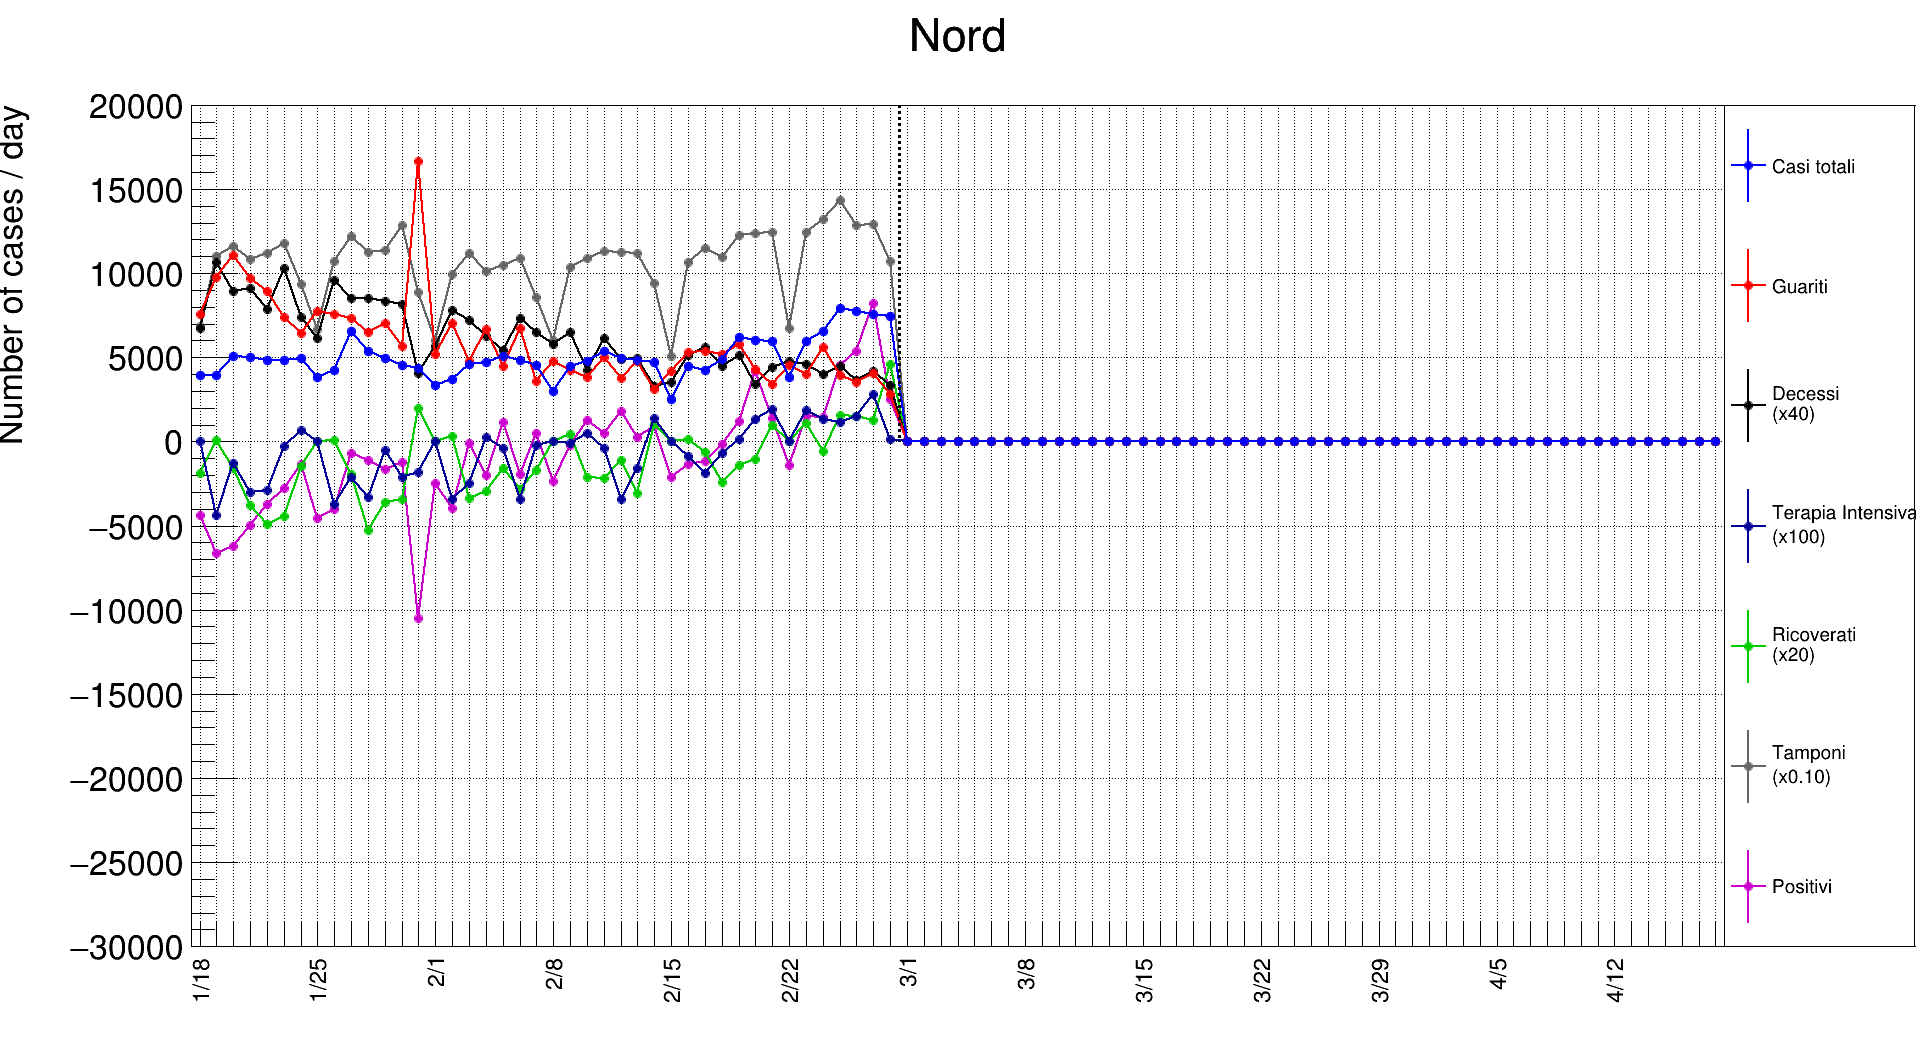 Nord
Number of cases / day
20000
15000
10000
5000
0
−5000
−10000
−15000
−20000
−25000
−30000
1/18
1/25
2/1
2/8
2/15
2/22
3/1
3/8
3/15
3/22
3/29
4/5
4/12
Casi totali
Guariti
Decessi
(x40)
Terapia Intensiva
(x100)
Ricoverati
(x20)
Tamponi
(x0.10)
Positivi